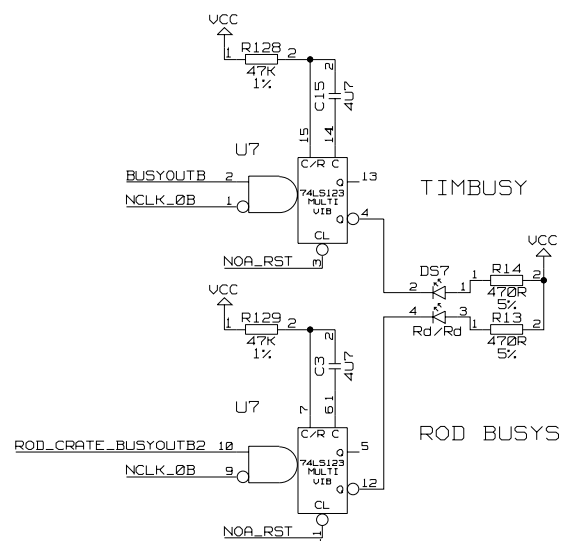 VCC
1 R128 2
47K
1%
C15
2
4U7
15
14
U7
C/R C
BUSYOUTB 2
Q 13
74LS123
MULTI
VIB
NCLK_0B 1
Q 4
CL
NOA_RST 3
TIMBUSY
VCC
DS7
2 1
1 R14 2
470R
5%
4 3
Rd/Rd
1 R13 2
470R
5%
VCC
1 R129 2
47K
1%
C3
2
4U7
1
7
6
U7
C/R C
ROD_CRATE_BUSYOUTB2 10
Q 5
74LS123
MULTI
VIB
NCLK_0B 9
Q 12
CL
NOA_RST 1
ROD BUSYS